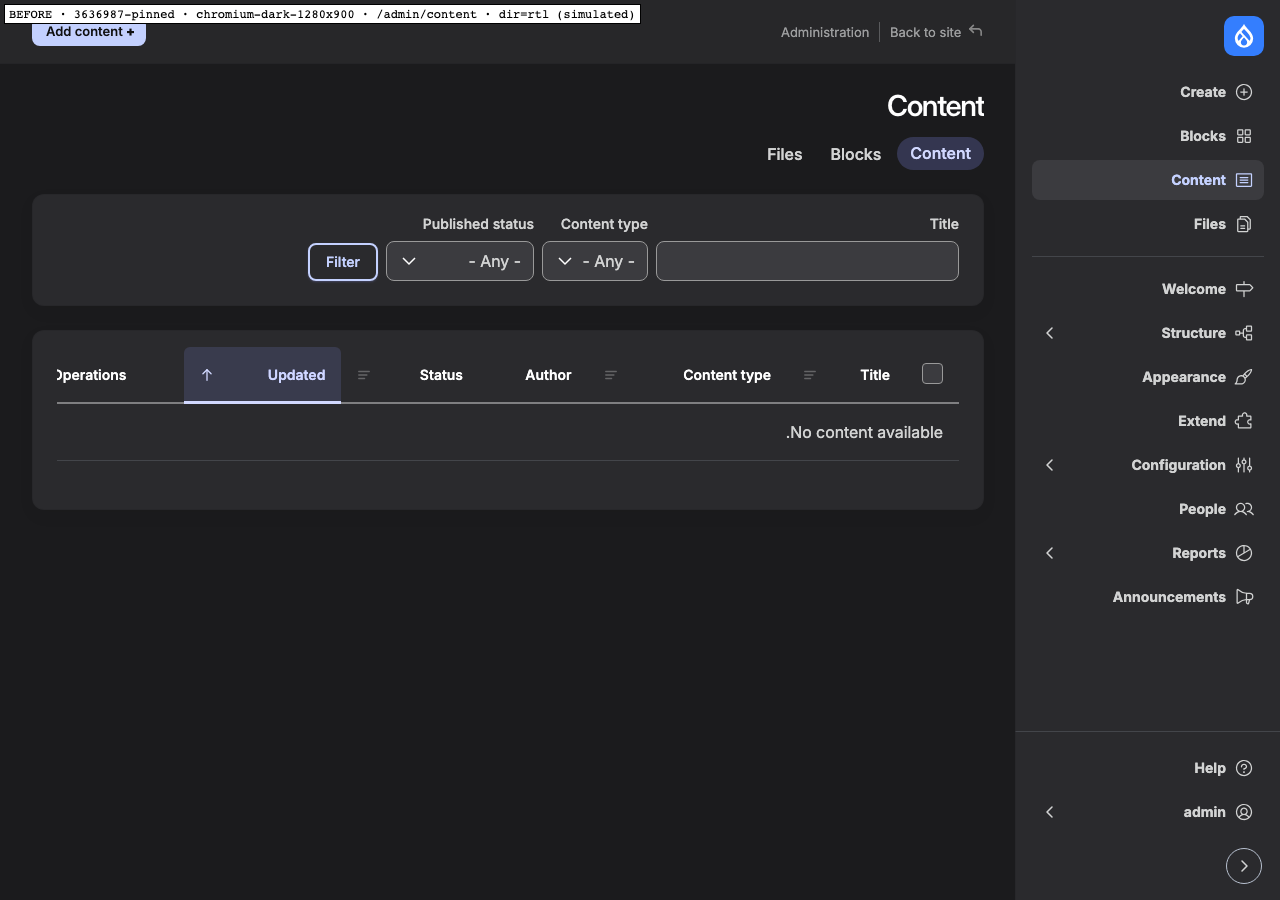 BEFORE · 3636987-pinned · chromium-dark-1280x900 · /admin/content · dir=rtl (simulated)
Add content +
Administration
Back to site
Content
Content
Blocks
Files
Title
Content type
Published status
- Any -
- Any -
Filter
Title
Content type
Author
Status
Updated
Operations
.No content available
Create
Blocks
Content
Files
Welcome
Structure
Appearance
Extend
Configuration
People
Reports
Announcements
Help
admin